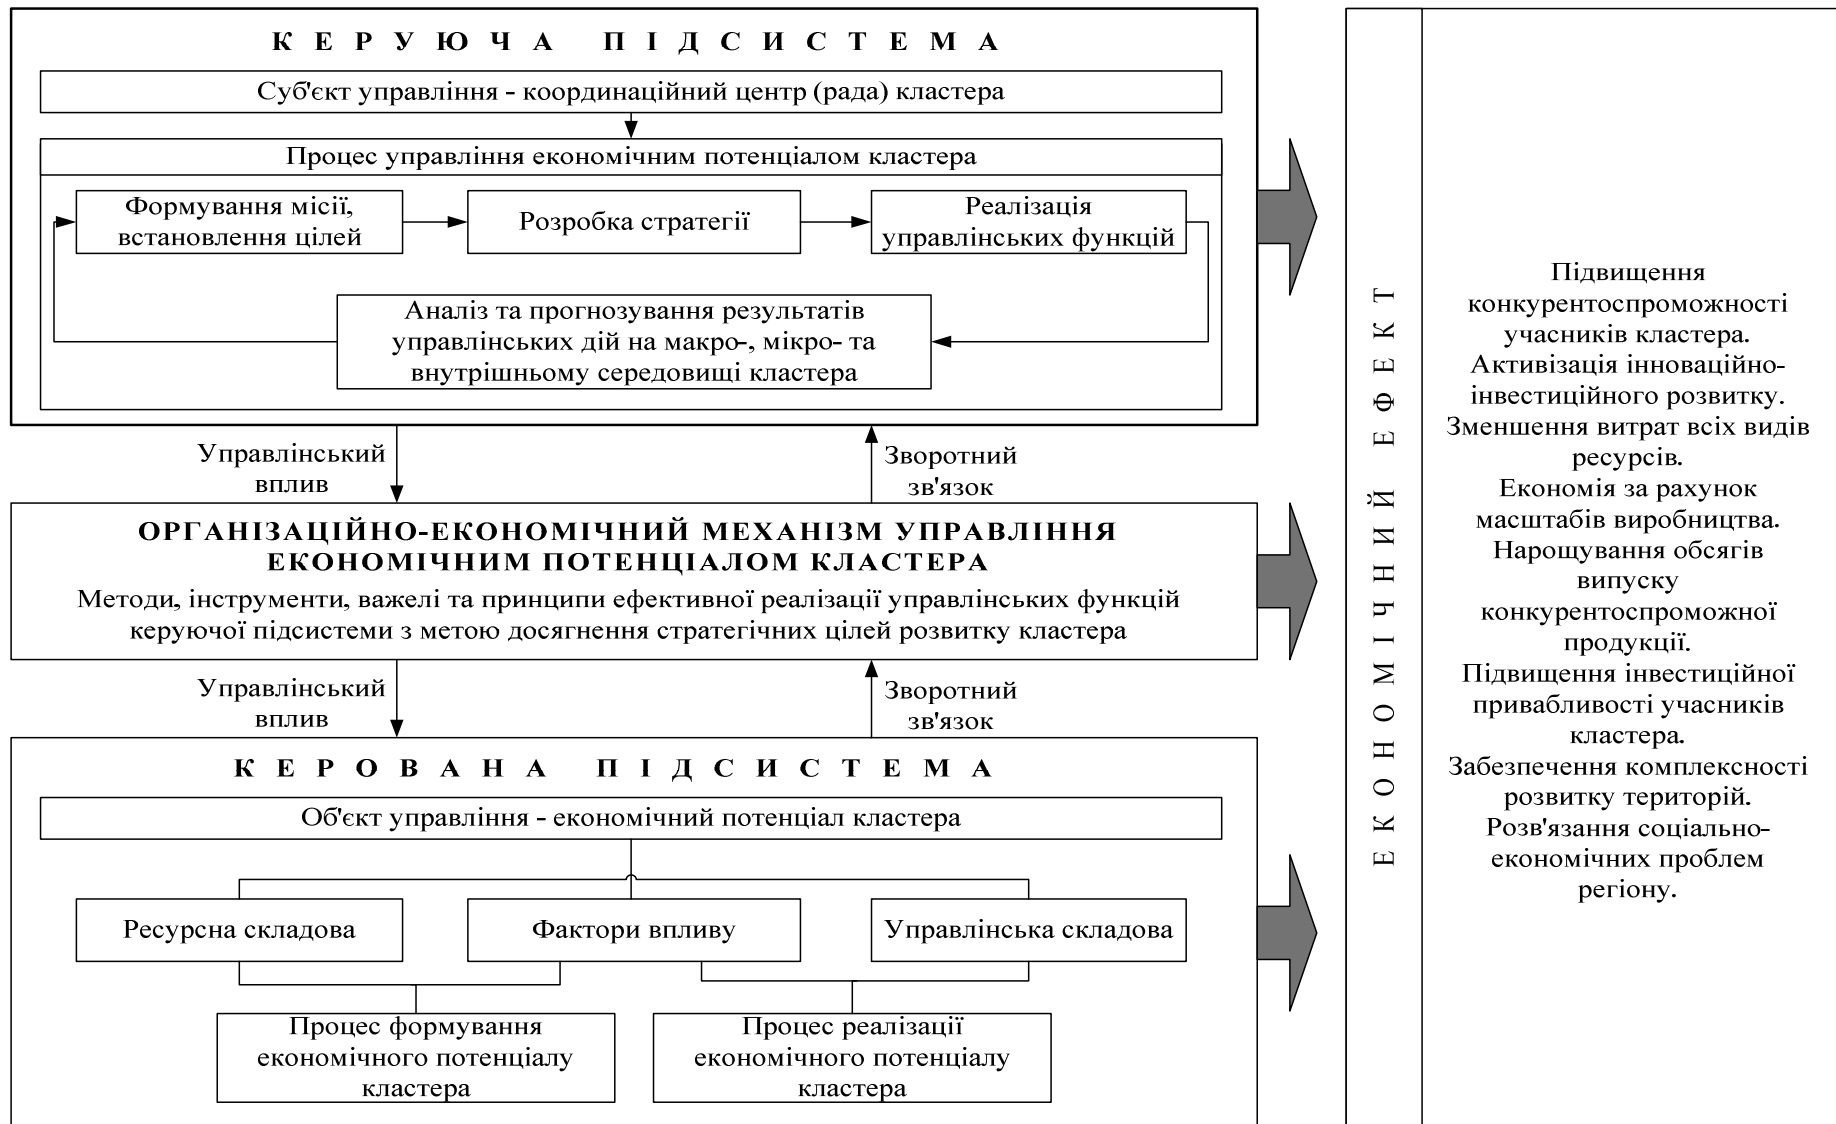 КЕРУЮЧА ПІДСИСТЕМА
Суб'єкт управління - координаційний центр (рада) кластера
Процес управління економічним потенціалом кластера
Формування місії,
встановлення цілей
Розробка стратегії
Реалізація
управлінських функцій
Аналіз та прогнозування результатів
управлінських дій на макро-, мікро- та
внутрішньому середовищі кластера
Управлінський
вплив
Зворотний
зв'язок
ОРГАНІЗАЦІЙНО-ЕКОНОМІЧНИЙ МЕХАНІЗМ УПРАВЛІННЯ
ЕКОНОМІЧНИМ ПОТЕНЦІАЛОМ КЛАСТЕРА
Методи, інструменти, важелі та принципи ефективної реалізації управлінських функцій
керуючої підсистеми з метою досягнення стратегічних цілей розвитку кластера
Управлінський
вплив
Зворотний
зв'язок
КЕРОВАНА ПІДСИСТЕМА
Об'єкт управління - економічний потенціал кластера
Ресурсна складова
Фактори впливу
Управлінська складова
Процес формування
економічного потенціалу
кластера
Процес реалізації
економічного потенціалу
кластера
ЕКОНОМІЧНИЙ ЕФЕКТ
Підвищення
конкурентоспроможності
учасників кластера.
Активізація інноваційно-
інвестиційного розвитку.
Зменшення витрат всіх видів
ресурсів.
Економія за рахунок
масштабів виробництва.
Нарощування обсягів
випуску
конкурентоспроможної
продукції.
Підвищення інвестиційної
привабливості учасників
кластера.
Забезпечення комплексності
розвитку територій.
Розв'язання соціально-
економічних проблем
регіону.